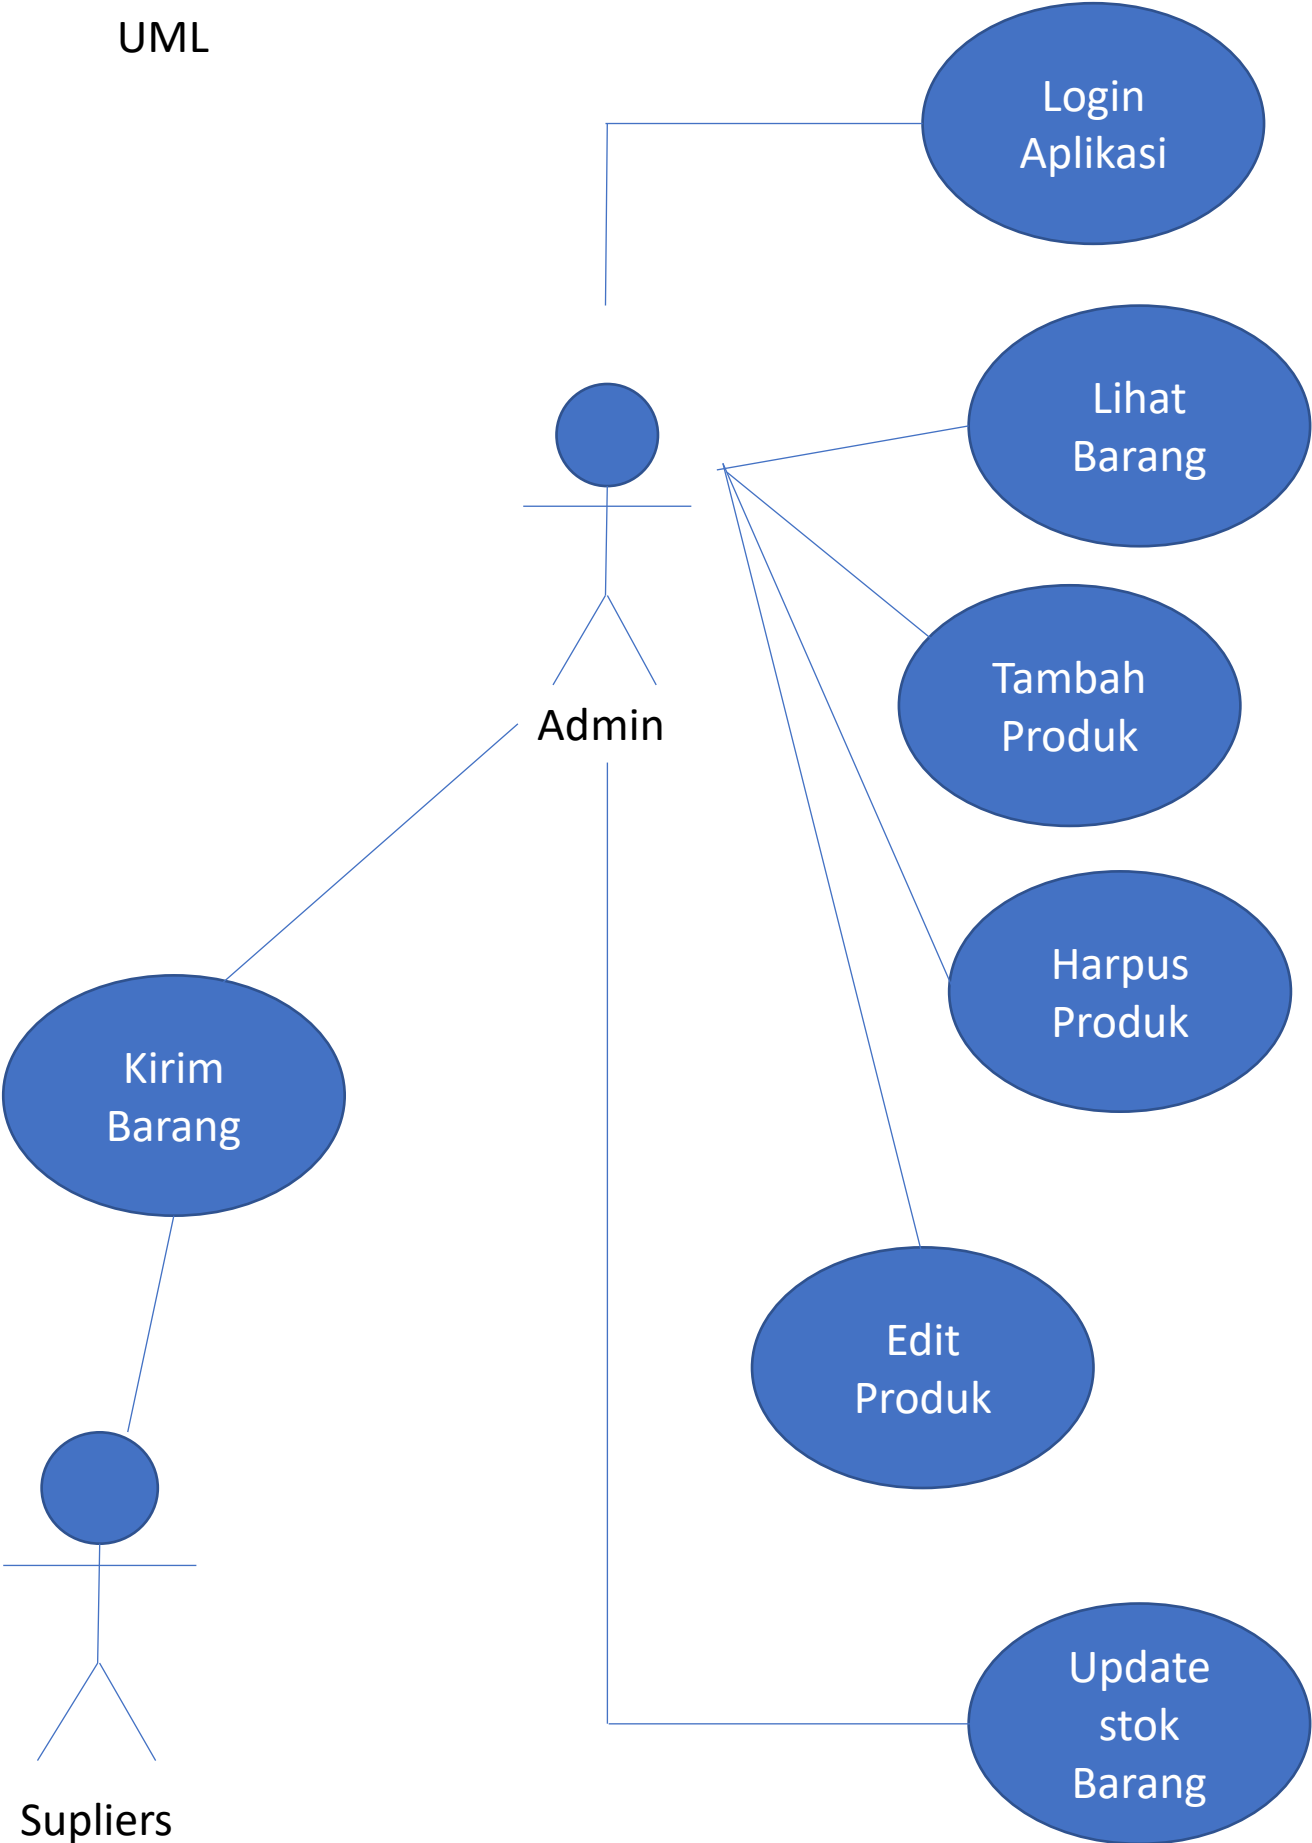 UML
Login
Aplikasi
Lihat
Barang
Tambah
Produk
Admin
Harpus
Produk
Kirim
Barang
Edit
Produk
Update
stok
Barang
Supliers